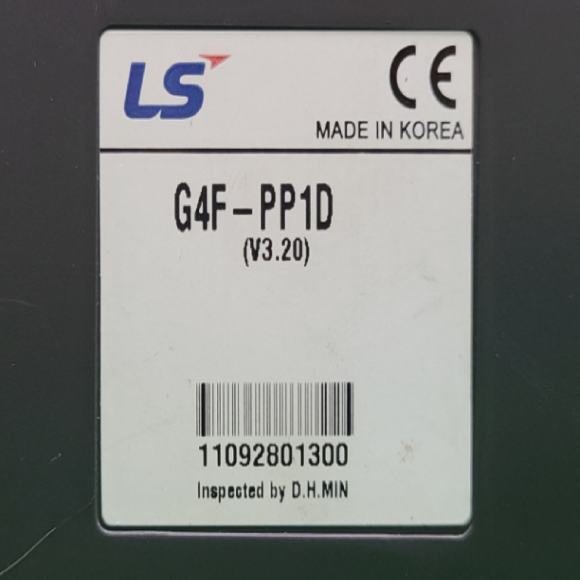 LS CE
MADE IN KOREA
G4F-PP1D
(V3.20)
11092801300
Inspected by D.H.MIN